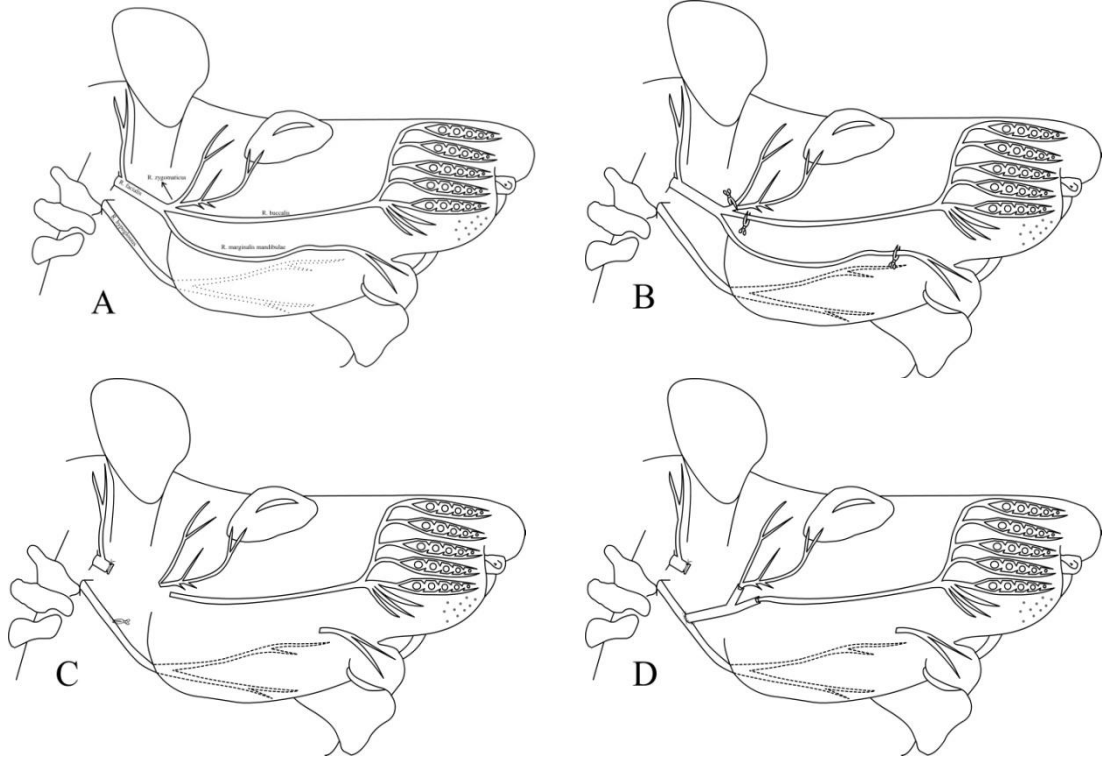 R. facialis
R. zygomaticus
R. buccalis
R. marginalis mandibulae
A
B
C
D